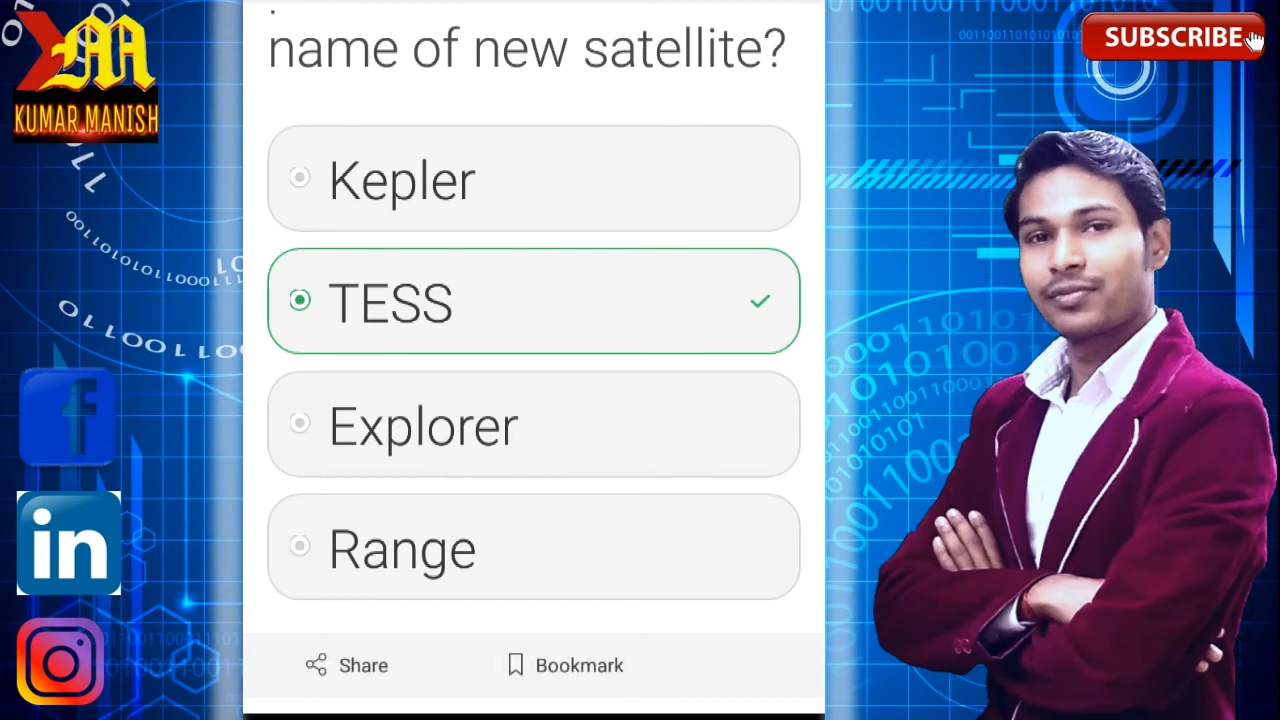 name of new satellite?
SUBSCRIBE
KUMAR MANISH
Kepler
TESS
Explorer
Range
in
Share
Bookmark